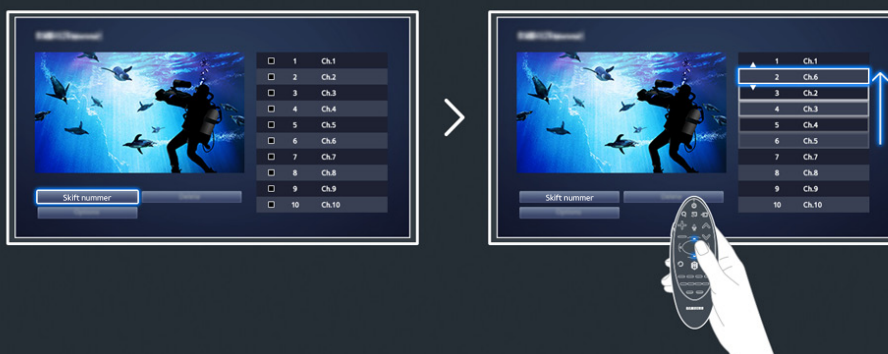 1 Ch.1
2 Ch.2
3 Ch.3
4 Ch.4
5 Ch.5
6 Ch.6
7 Ch.7
8 Ch.8
9 Ch.9
10 Ch.10
Skift nummer
1 Ch.1
2 Ch.6
3 Ch.2
4 Ch.3
5 Ch.4
6 Ch.5
7 Ch.7
8 Ch.8
9 Ch.9
10 Ch.10
Skift nummer